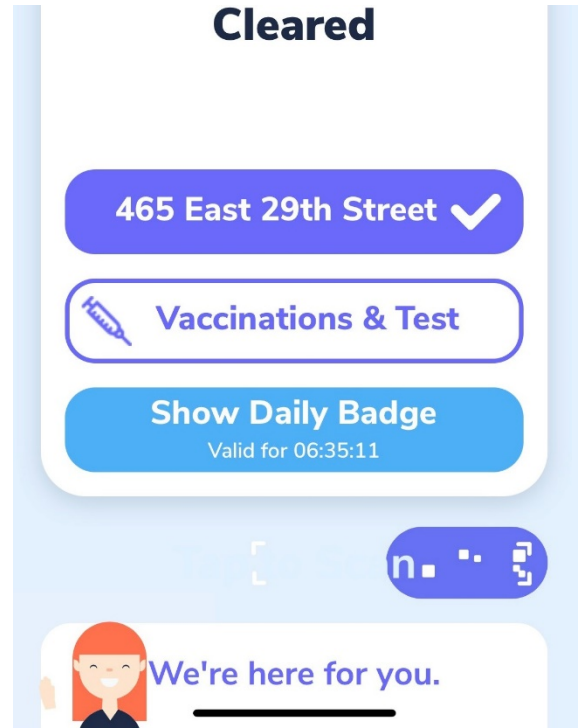 Cleared
465 East 29th Street
Vaccinations & Test
Show Daily Badge
Valid for 06:35:11
We're here for you.